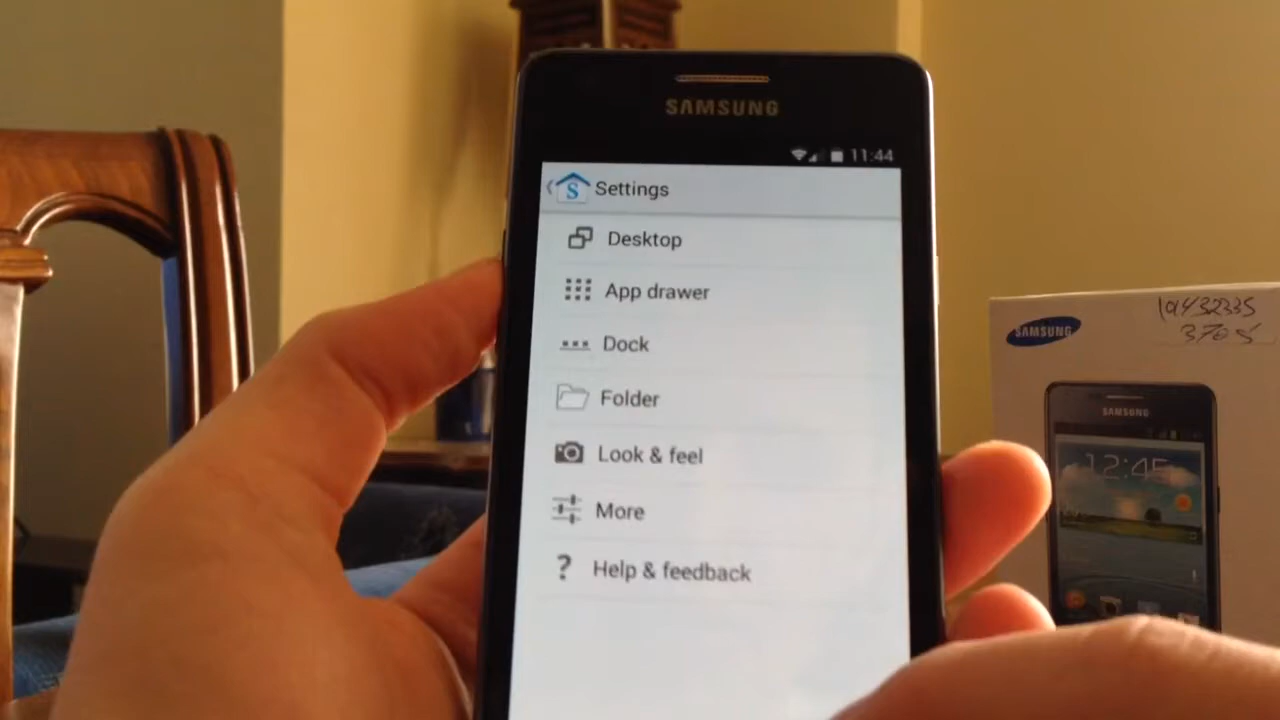 SAMSUNG
11:44
S Settings
Desktop
App drawer
Dock
Folder
Look & feel
More
? Help & feedback
SAMSUNG
SAMSUNG
12:45